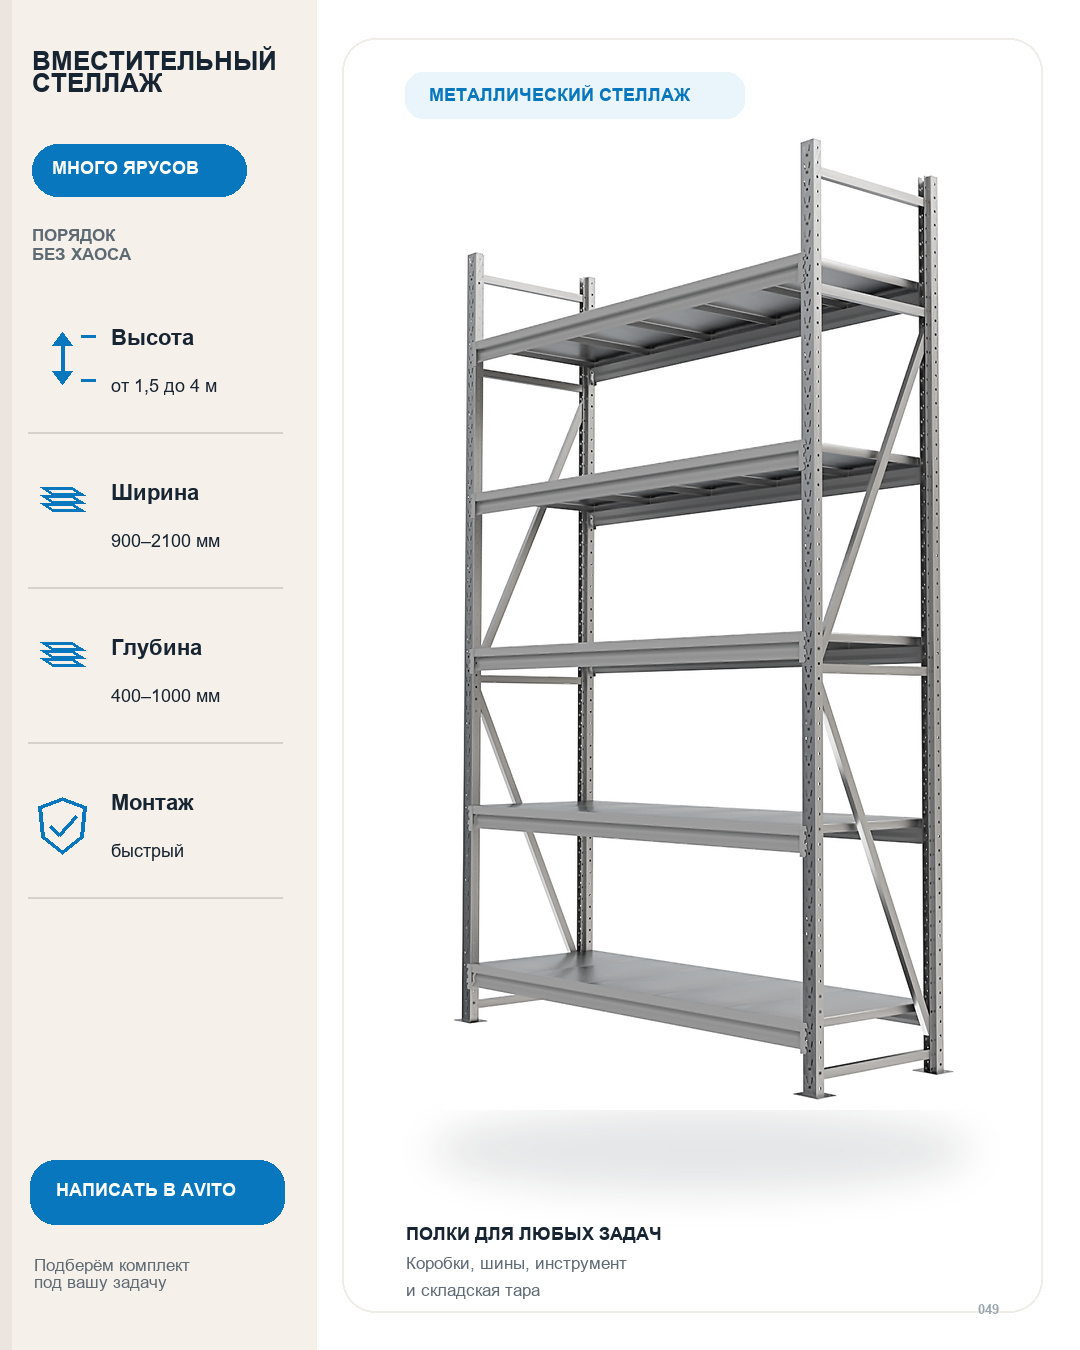 ВМЕСТИТЕЛЬНЫЙ
СТЕЛЛАЖ
МНОГО ЯРУСОВ
ПОРЯДОК
БЕЗ ХАОСА
Высота
от 1,5 до 4 м
Ширина
900–2100 мм
Глубина
400–1000 мм
Монтаж
быстрый
НАПИСАТЬ В AVITO
Подберём комплект
под вашу задачу
МЕТАЛЛИЧЕСКИЙ СТЕЛЛАЖ
ПОЛКИ ДЛЯ ЛЮБЫХ ЗАДАЧ
Коробки, шины, инструмент
и складская тара
049